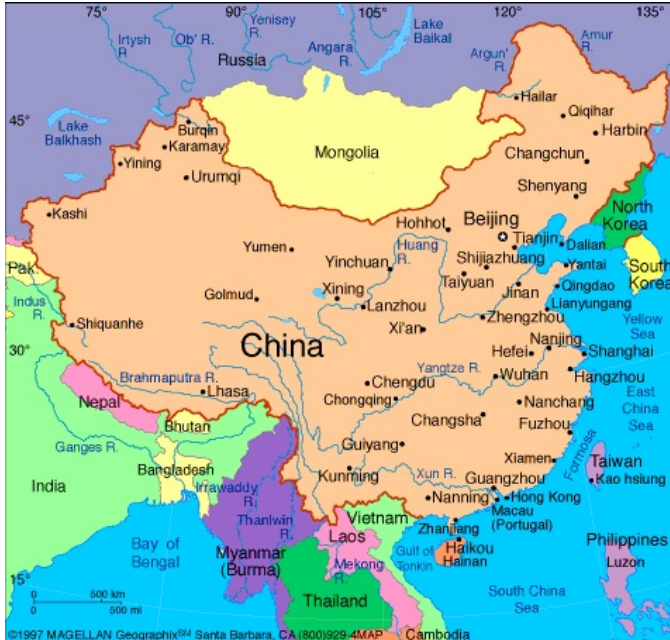 75°
90°
105°
120°
135°
Irtysh
R.
Ob' R.
Yenisey
R.
Angara
R.
Lake
Baikal
Argun'
R.
Amur
R.
Russia
45°
Lake
Balkhash
Burqin
Karamay
Yining
Urumqi
Mongolia
Hailar
Qiqihar
Harbin
Changchun
Shenyang
North
Korea
Kashi
Hohhot
Beijing
Tianjin
Dalian
Yumen
Huang
R.
Yinchuan
Shijiazhuang
Yantai
South
Korea
Pak.
Indus
R.
Golmud
Xining
Lanzhou
Taiyuan
Jinan
Qingdao
Lianyungang
Shiquanhe
Xi'an
Zhengzhou
Yellow
Sea
30°
China
Nanjing
Hefei
Shanghai
Brahmaputra R.
Lhasa
Chengdu
Yangtze R.
Wuhan
Hangzhou
Nepal
Chongqing
Nanchang
East
China
Sea
Bhutan
Changsha
Fuzhou
Ganges R.
Guiyang
Formosa
Bangladesh
Kunming
Xun R.
Xiamen
Taiwan
Kao hsiung
India
Irrawaddy
R.
Guangzhou
Nanning
Hong Kong
Macau
(Portugal)
Thanlwin
R.
Vietnam
Zhanjiang
Bay of
Bengal
Myanmar
(Burma)
Laos
Gulf of
Tonkin
Haikou
Hainan
Philippines
Luzon
Mekong
R.
15°
0
500 km
0
500 mi
Thailand
South China
Sea
Cambodia
©1997 MAGELLAN Geographix℠ Santa Barbara, CA (800)929-4MAP